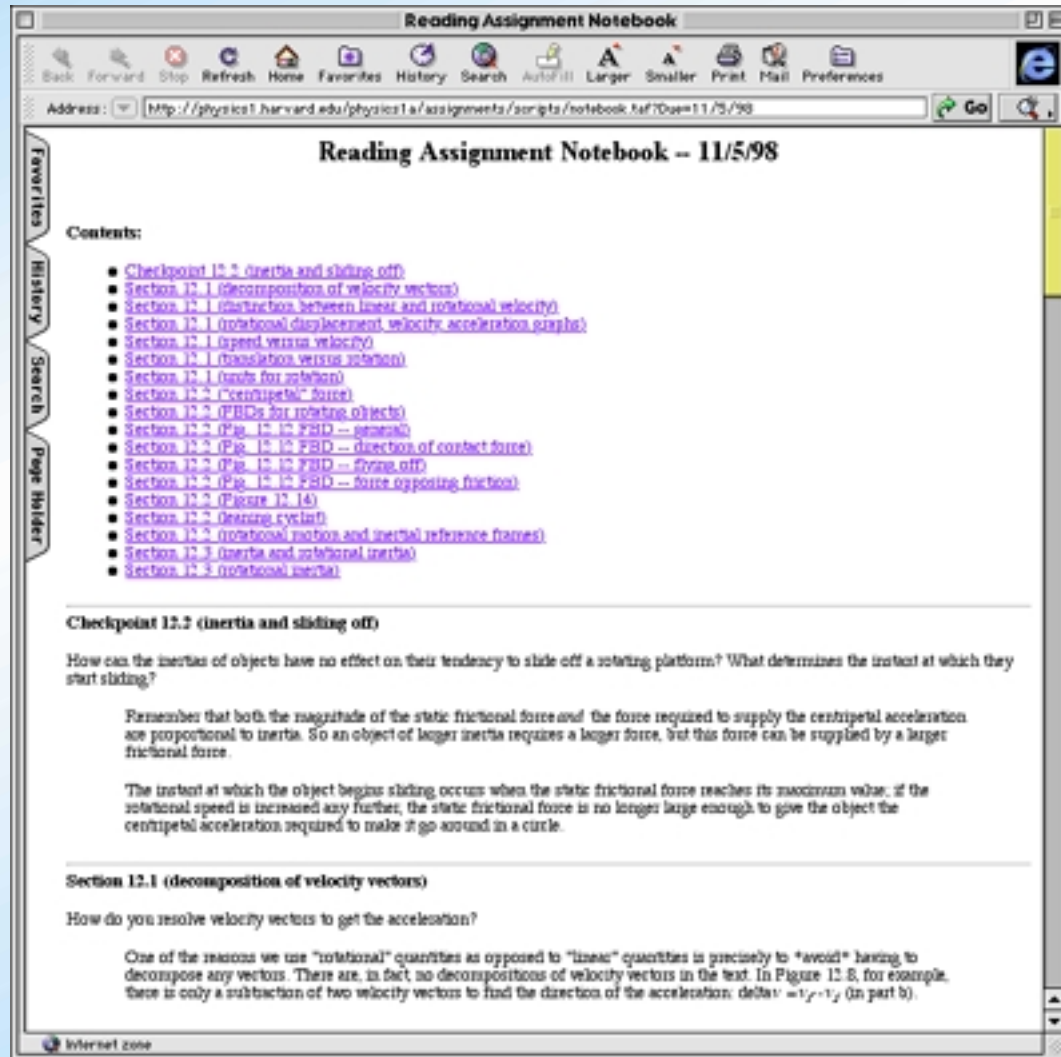 Reading Assignment Notebook
Back Forward Stop Refresh Home Favorites History Search AutoFill Larger Smaller Print Mail Preferences
Address: http://physics1.harvard.edu/physics1a/assignments/scripts/notebook.taf?Due=11/5/98 Go
Favorites
History
Search
Page Holder
Reading Assignment Notebook -- 11/5/98
Contents:
Checkpoint 12.2 (inertia and sliding off)
Section 12.1 (decomposition of velocity vectors)
Section 12.1 (distinction between linear and rotational velocity)
Section 12.1 (rotational displacement, velocity, acceleration graphs)
Section 12.1 (speed versus velocity)
Section 12.1 (translation versus rotation)
Section 12.1 (units for rotation)
Section 12.2 ("centripetal" force)
Section 12.2 (FBDs for rotating objects)
Section 12.2 (Fig. 12.12 FBD -- general)
Section 12.2 (Fig. 12.12 FBD -- direction of contact force)
Section 12.2 (Fig. 12.12 FBD -- flying off)
Section 12.2 (Fig. 12.12 FBD -- force opposing friction)
Section 12.2 (Figure 12.14)
Section 12.2 (leaning cyclist)
Section 12.2 (rotational motion and inertial reference frames)
Section 12.3 (inertia and rotational inertia)
Section 12.3 (rotational inertia)
Checkpoint 12.2 (inertia and sliding off)
How can the inertias of objects have no effect on their tendency to slide off a rotating platform? What determines the instant at which they
start sliding?
Remember that both the magnitude of the static frictional force and the force required to supply the centripetal acceleration
are proportional to inertia. So an object of larger inertia requires a larger force, but this force can be supplied by a larger
frictional force.
The instant at which the object begins sliding occurs when the static frictional force reaches its maximum value; if the
rotational speed is increased any further, the static frictional force is no longer large enough to give the object the
centripetal acceleration required to make it go around in a circle.
Section 12.1 (decomposition of velocity vectors)
How do you resolve velocity vectors to get the acceleration?
One of the reasons we use "rotational" quantities as opposed to "linear" quantities is precisely to *avoid* having to
decompose any vectors. There are, in fact, no decompositions of velocity vectors in the text. In Figure 12.8, for example,
there is only a subtraction of two velocity vectors to find the direction of the acceleration: delta v = (in part b).
Internet zone